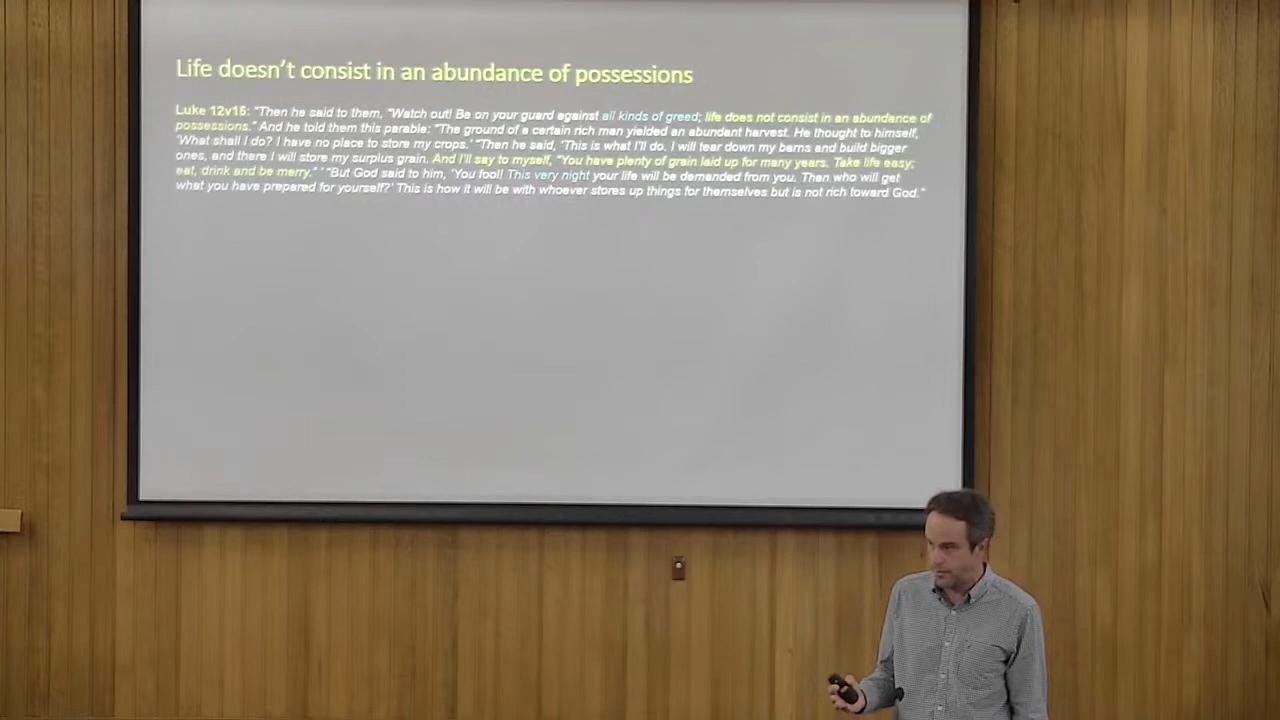 Life doesn't consist in an abundance of possessions
Luke 12v15: "Then he said to them, "Watch out! Be on your guard against all kinds of greed; life does not consist in an abundance of
possessions." And he told them this parable: "The ground of a certain rich man yielded an abundant harvest. He thought to himself,
'What shall I do? I have no place to store my crops.' "Then he said, 'This is what I'll do. I will tear down my barns and build bigger
ones, and there I will store my surplus grain. And I'll say to myself, "You have plenty of grain laid up for many years. Take life easy;
eat, drink and be merry." ' "But God said to him, 'You fool! This very night your life will be demanded from you. Then who will get
what you have prepared for yourself?' This is how it will be with whoever stores up things for themselves but is not rich toward God."